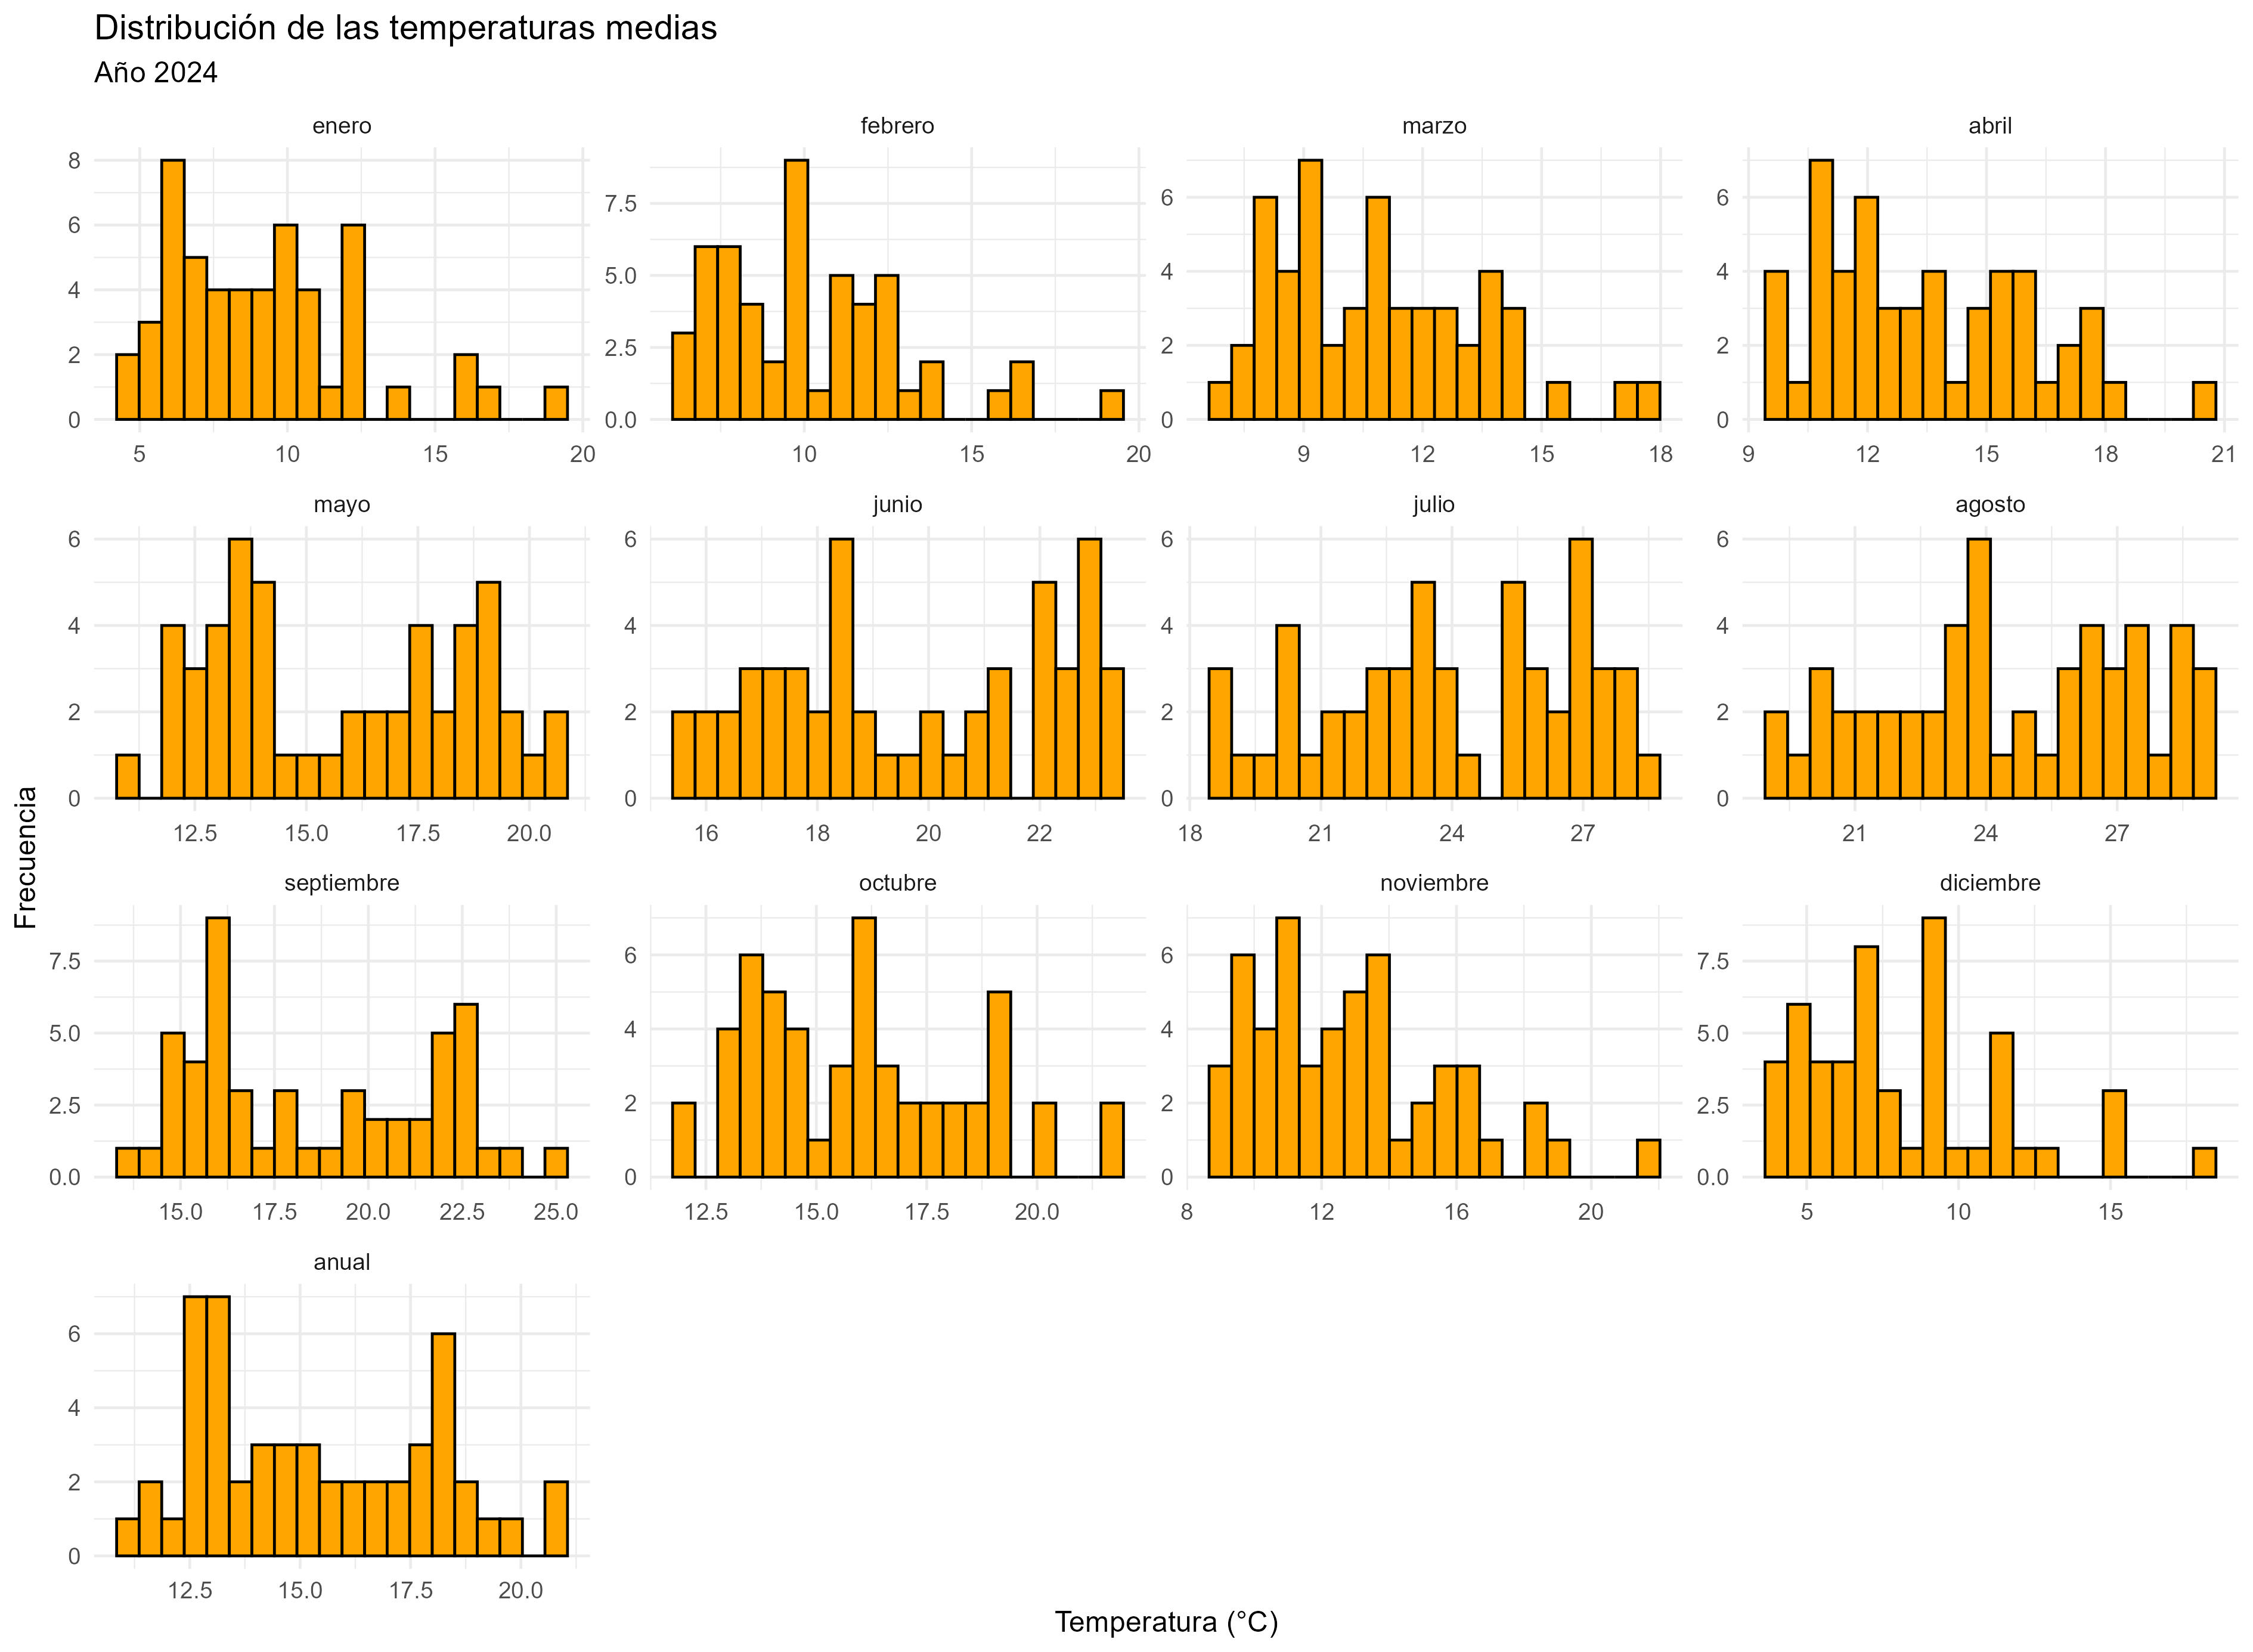 Distribución de las temperaturas medias
Año 2024
enero febrero marzo abril
8
6
4
2
0
7.5
5.0
2.5
0.0
6
4
2
0
6
4
2
0
5 10 15 20
10 15 20
9 12 15 18
9 12 15 18 21
mayo junio julio agosto
6
4
2
0
6
4
2
0
6
4
2
0
6
4
2
0
12.5 15.0 17.5 20.0
16 18 20 22
18 21 24 27
21 24 27
Frecuencia
septiembre octubre noviembre diciembre
7.5
5.0
2.5
0.0
6
4
2
0
6
4
2
0
7.5
5.0
2.5
0.0
15.0 17.5 20.0 22.5 25.0
12.5 15.0 17.5 20.0
8 12 16 20
5 10 15
anual
6
4
2
0
12.5 15.0 17.5 20.0
Temperatura (°C)